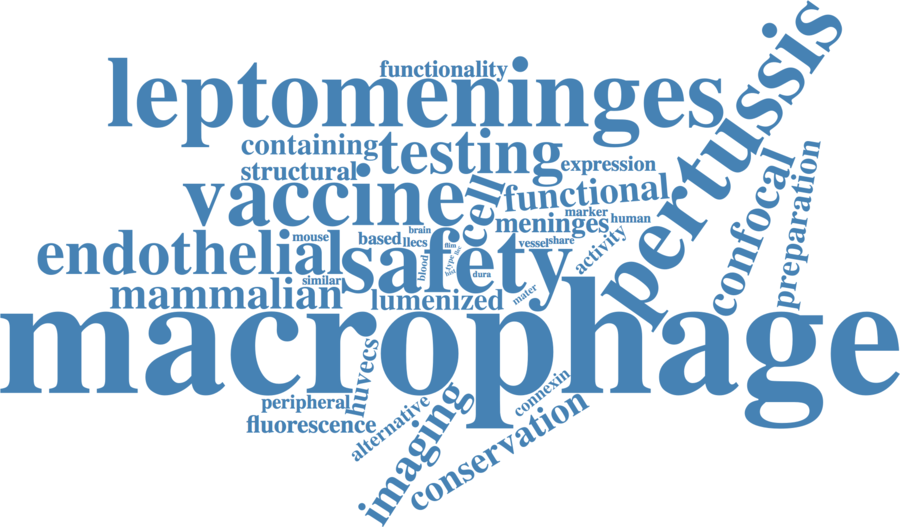 functionality
leptomeninges
pertussis
containing
testing
structural
expression
vaccine
cell
functional
confocal
preparation
marker
human
meninges
brain
mouse
based
llecs
film
vessel
share
activity
endothelial
safety
type
blood
dura
similar
mammalian
lumenized
mater
macrophage
huvecs
connexin
peripheral
alternative
imaging
conservation
fluorescence